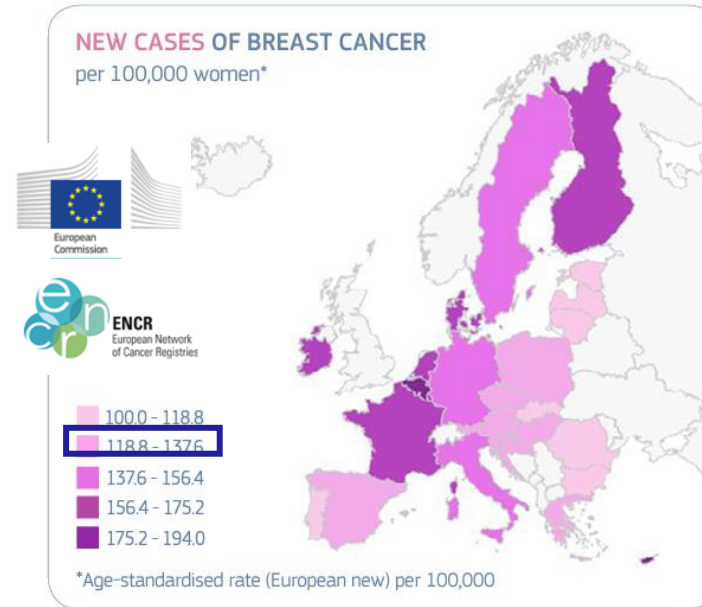 NEW CASES OF BREAST CANCER
per 100,000 women*
European
Commission
encr
ENCR
European Network
of Cancer Registries
100.0 - 118.8
118.8 - 137.6
137.6 - 156.4
156.4 - 175.2
175.2 - 194.0
*Age-standardised rate (European new) per 100,000